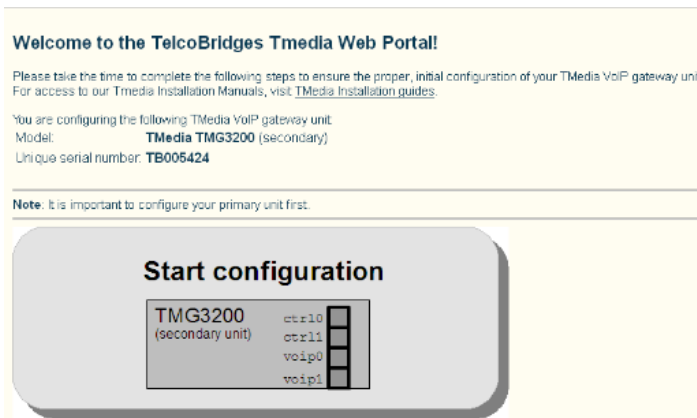 Welcome to the TelcoBridges Tmedia Web Portal!
Please take the time to complete the following steps to ensure the proper, initial configuration of your TMedia VoIP gateway uni
For access to our Tmedia Installation Manuals, visit TMedia Installation guides.
You are configuring the following TMedia VoIP gateway unit:
Model: TMedia TMG3200 (secondary)
Unique serial number: TB005424
Note: It is important to configure your primary unit first.
Start configuration
TMG3200
(secondary unit)
ctrl0
ctrl1
voip0
voip1